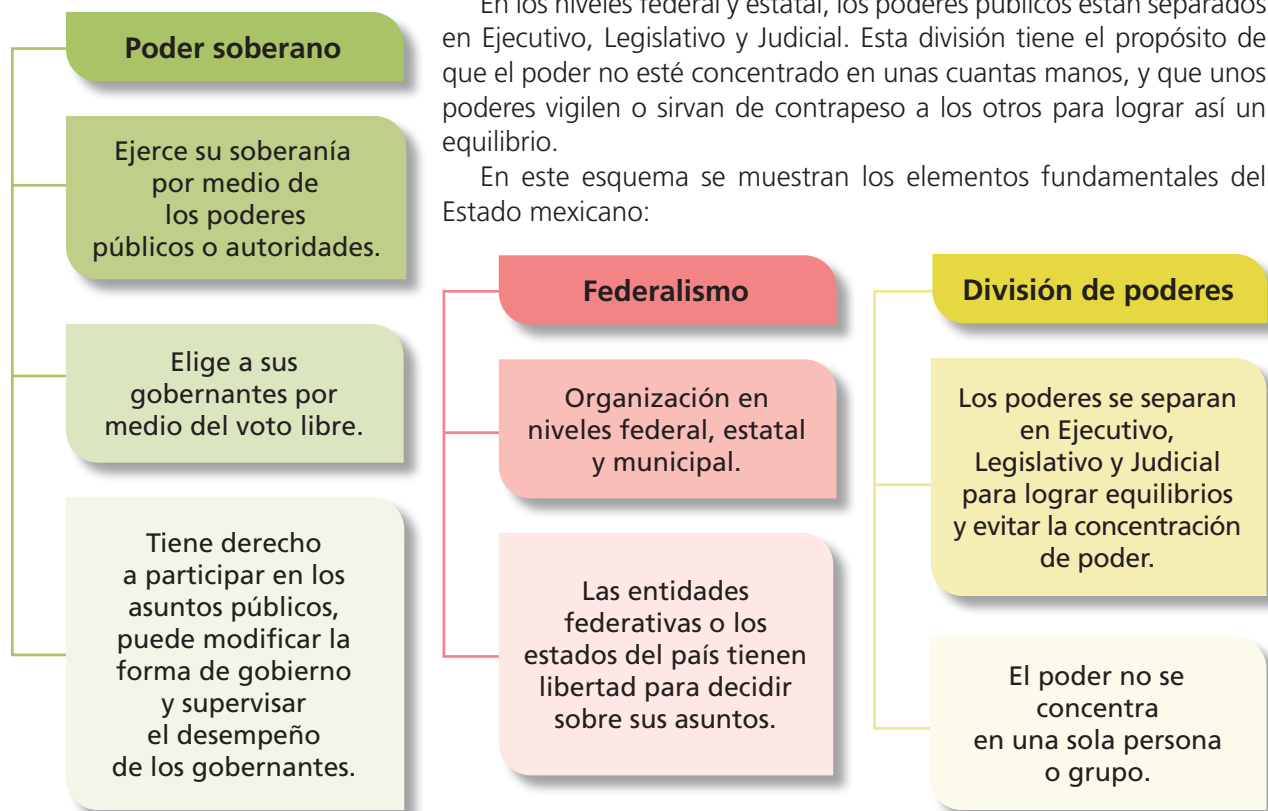 En los niveles federal y estatal, los poderes públicos están separados
en Ejecutivo, Legislativo y Judicial. Esta división tiene el propósito de
que el poder no esté concentrado en unas cuantas manos, y que unos
poderes vigilen o sirvan de contrapeso a los otros para lograr así un
equilibrio.
En este esquema se muestran los elementos fundamentales del
Estado mexicano:
Poder soberano
Ejerce su soberanía
por medio de
los poderes
públicos o autoridades.
Elige a sus
gobernantes por
medio del voto libre.
Tiene derecho
a participar en los
asuntos públicos,
puede modificar la
forma de gobierno
y supervisar
el desempeño
de los gobernantes.
Federalismo
Organización en
niveles federal, estatal
y municipal.
Las entidades
federativas o los
estados del país tienen
libertad para decidir
sobre sus asuntos.
División de poderes
Los poderes se separan
en Ejecutivo,
Legislativo y Judicial
para lograr equilibrios
y evitar la concentración
de poder.
El poder no se
concentra
en una sola persona
o grupo.